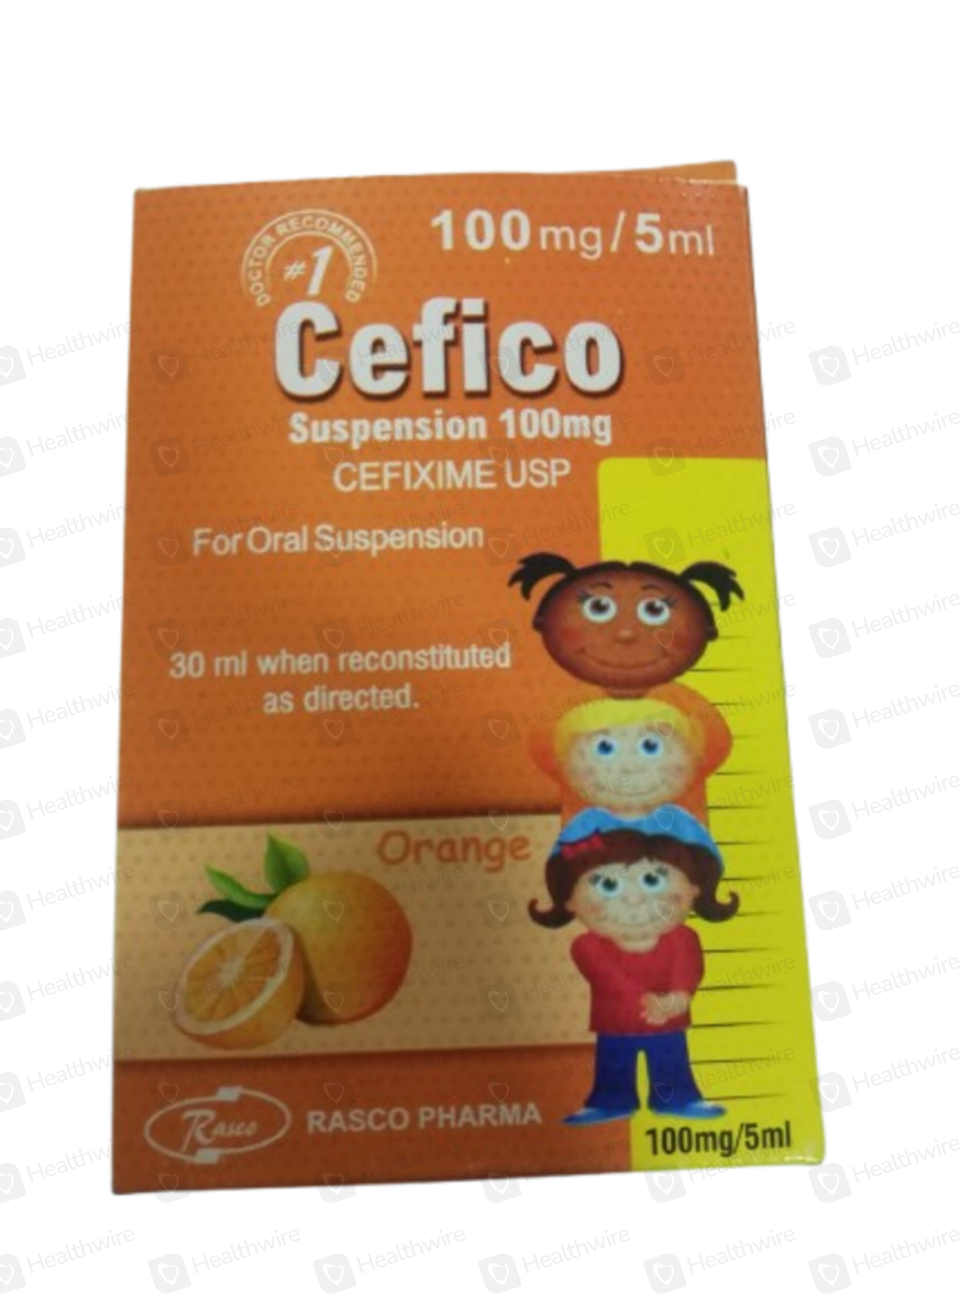 100mg/5ml
DOCTOR RECOMMENDED
#1
Cefico
Suspension 100mg
CEFIXIME USP
For Oral Suspension
30 ml when reconstituted
as directed.
Orange
Rasco
RASCO PHARMA
100mg/5ml
Healthwire